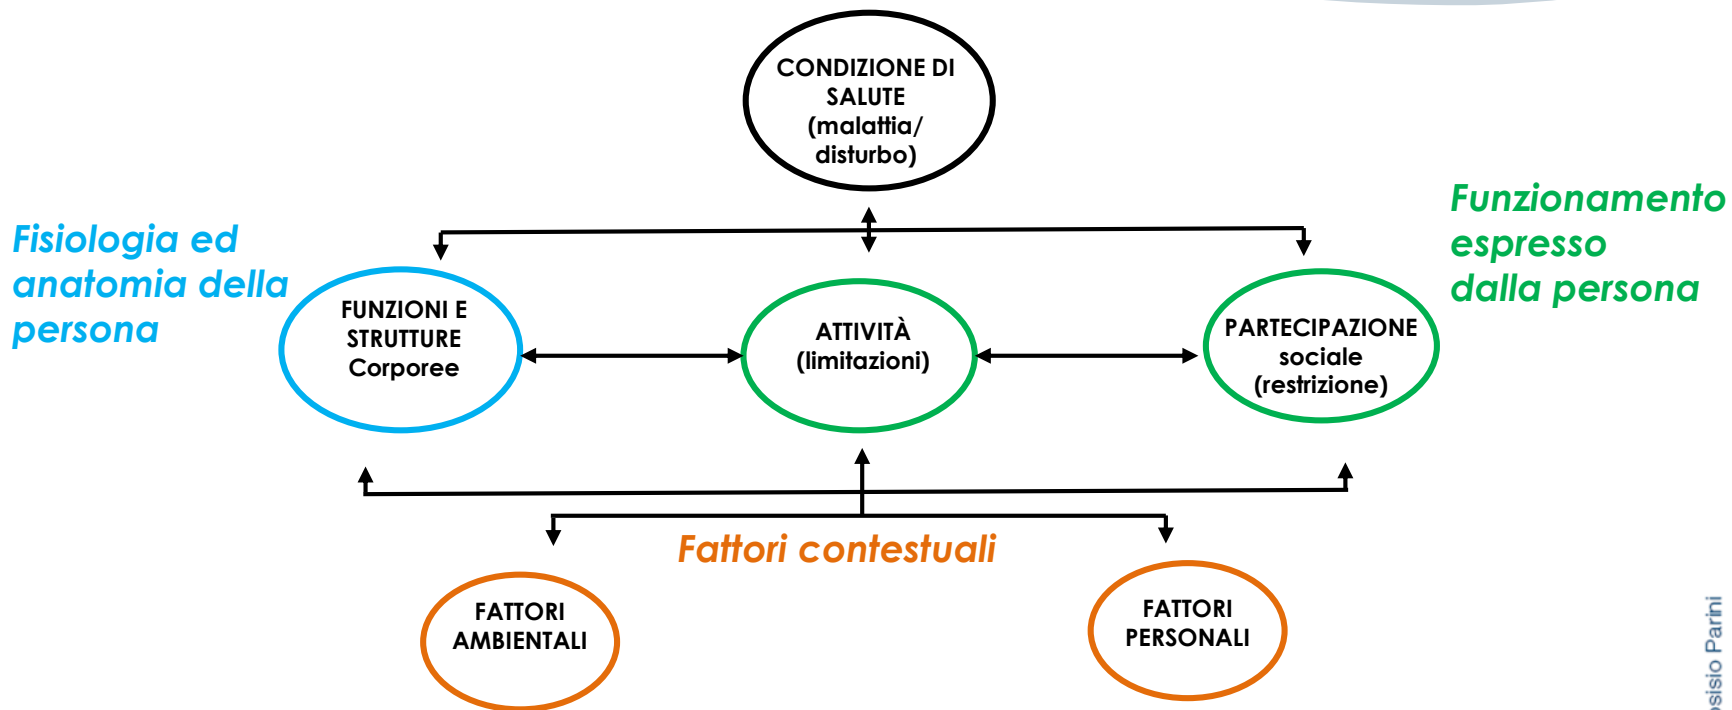 CONDIZIONE DI
SALUTE
(malattia/
disturbo)
Fisiologia ed
anatomia della
persona
Funzionamento
espresso
dalla persona
FUNZIONI E
STRUTTURE
Corporee
ATTIVITÀ
(limitazioni)
PARTECIPAZIONE
sociale
(restrizione)
Fattori contestuali
FATTORI
AMBIENTALI
FATTORI
PERSONALI
Parini